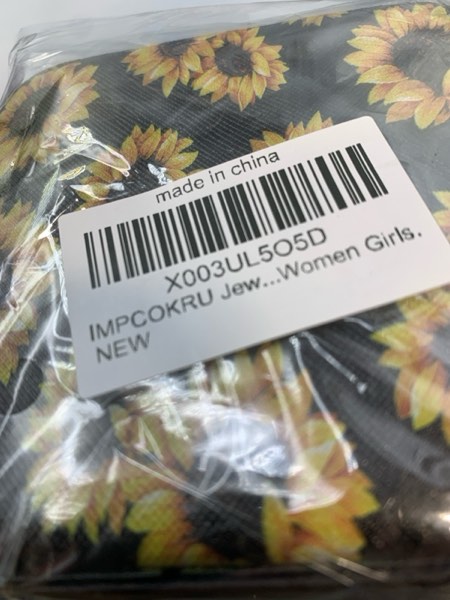 made in china
X003UL5O5D
IMPCOKRU Jew...Women Girls.
NEW